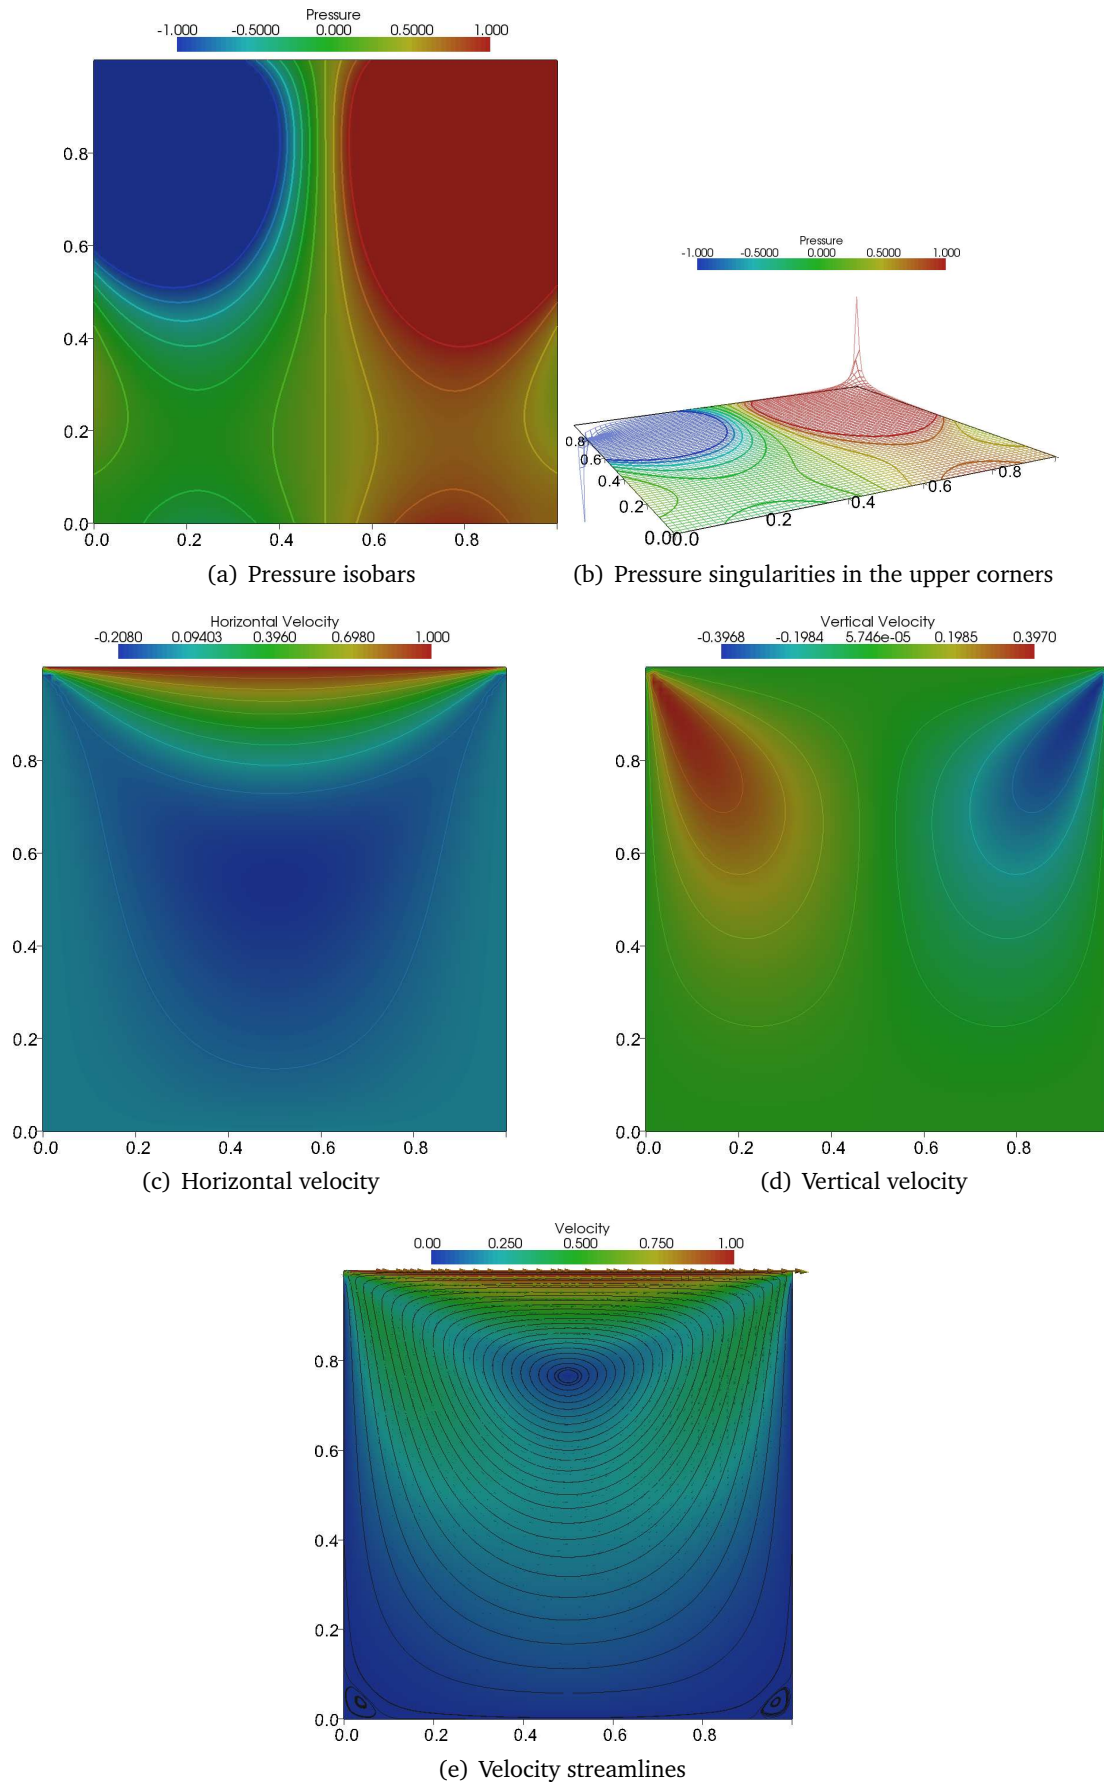 Pressure
-1.000 -0.5000 0.000 0.5000 1.000
0.8
0.6
0.4
0.2
0.0
0.0 0.2 0.4 0.6 0.8
(a) Pressure isobars
Pressure
-1.000 -0.5000 0.000 0.5000 1.000
0.8
0.6
0.4
0.2
0.0
0.0 0.2 0.4 0.6 0.8
(b) Pressure singularities in the upper corners
Horizontal Velocity
-0.2080 0.09403 0.3960 0.6980 1.000
0.8
0.6
0.4
0.2
0.0
0.0 0.2 0.4 0.6 0.8
(c) Horizontal velocity
Vertical Velocity
-0.3968 -0.1984 5.746e-05 0.1985 0.3970
0.8
0.6
0.4
0.2
0.0
0.0 0.2 0.4 0.6 0.8
(d) Vertical velocity
Velocity
0.00 0.250 0.500 0.750 1.00
0.8
0.6
0.4
0.2
0.0
0.0 0.2 0.4 0.6 0.8
(e) Velocity streamlines